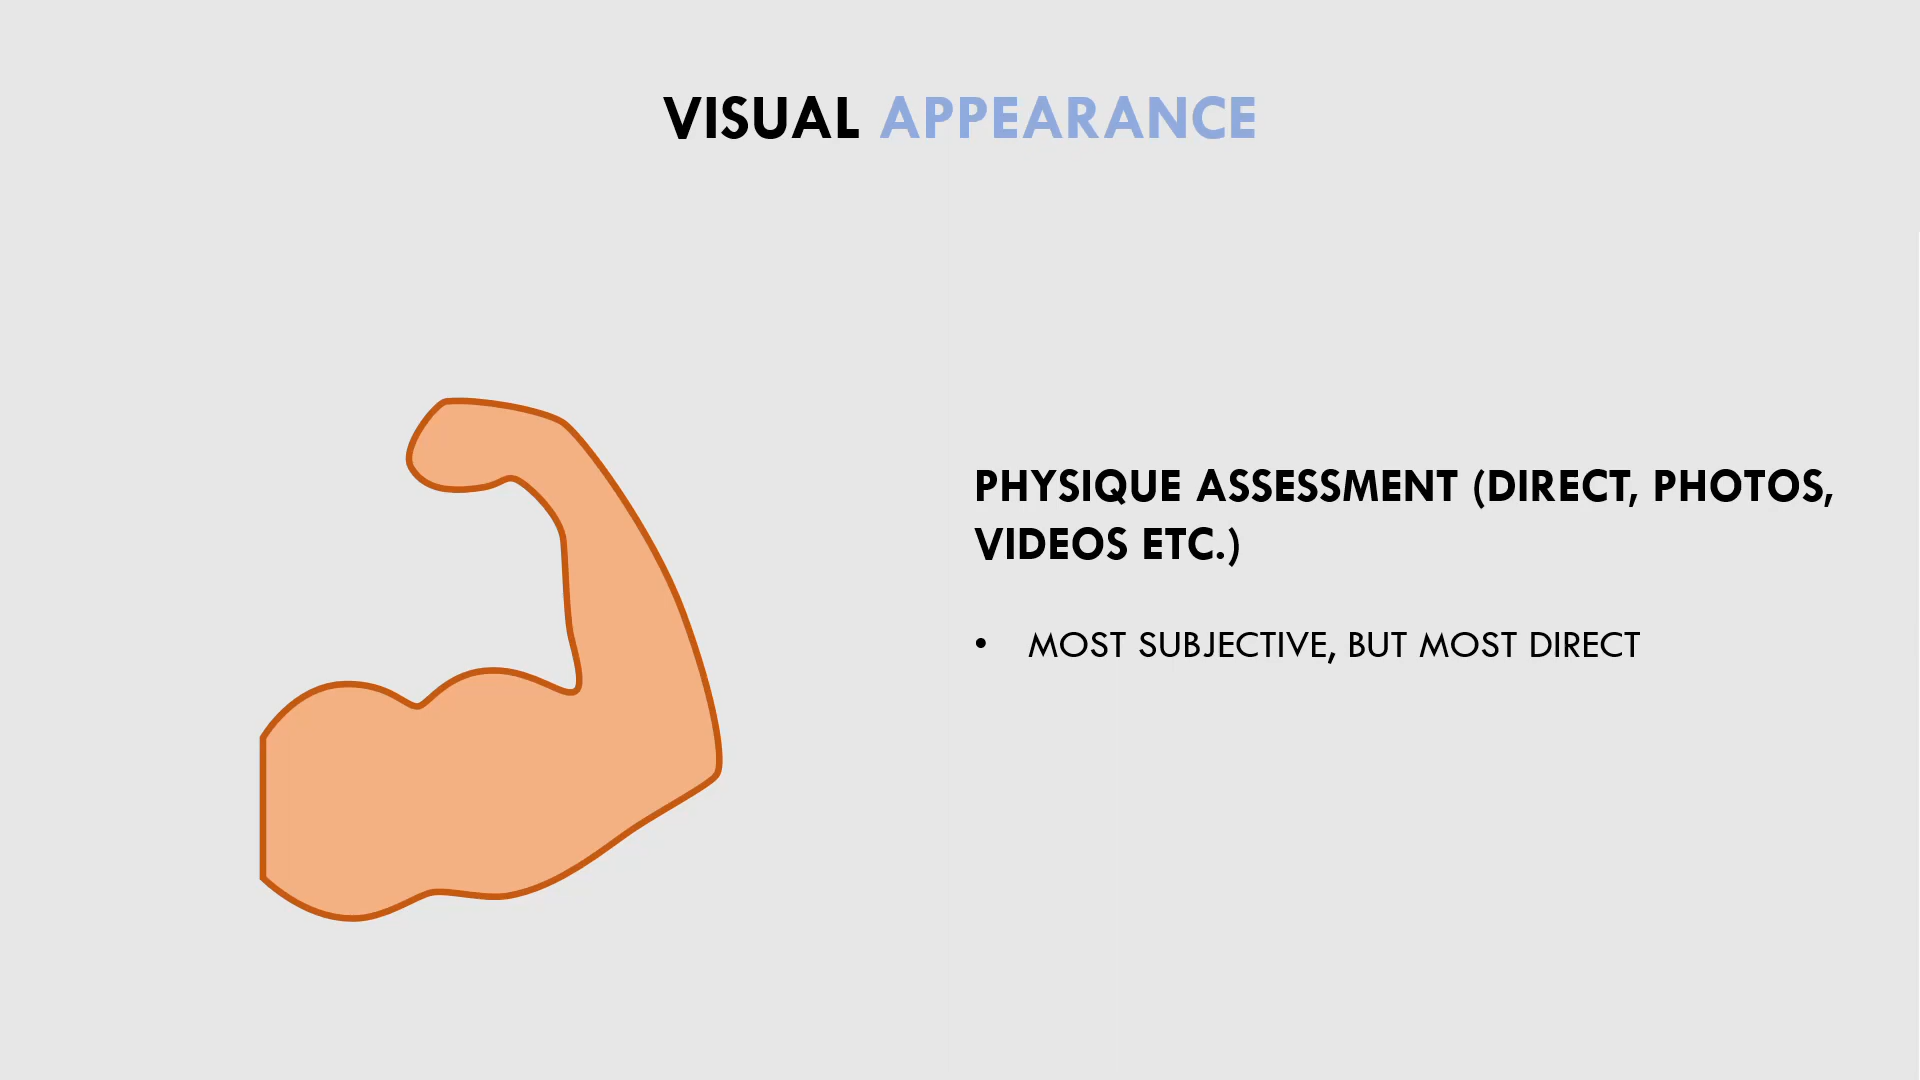 VISUAL APPEARANCE
PHYSIQUE ASSESSMENT (DIRECT, PHOTOS,
VIDEOS ETC.)
• MOST SUBJECTIVE, BUT MOST DIRECT